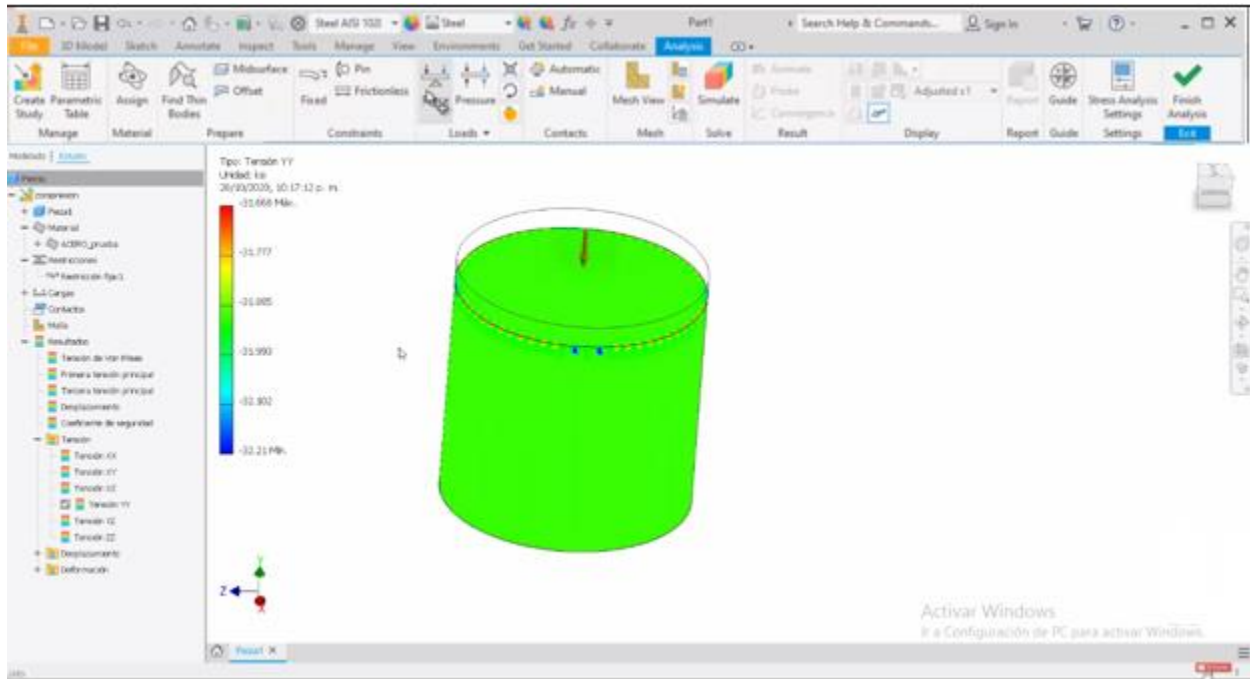 Steel AISI 102
Steel
Part1
Search Help & Commands...
Sign In
File
3D Model
Sketch
Annotate
Inspect
Tools
Manage
View
Environments
Get Started
Collaborate
Analysis
Create Study
Parametric Table
Assign
Find Thin Bodies
Midsurface
Offset
Fixed
Pin
Frictionless
Pressure
Automatic
Manual
Mesh View
Simulate
Animate
Probe
Convergence
Adjusted x1
Report
Guide
Stress Analysis Settings
Finish Analysis
Manage
Material
Prepare
Constraints
Loads
Contacts
Mesh
Solve
Result
Display
Report
Guide
Settings
Exit
Material
Restricciones
Cargas
Contactos
Malla
Resultados
Tensión de Von Mises
Primera tensión principal
Tercera tensión principal
Desplazamiento
Coeficiente de seguridad
Tensión
Tensión XX
Tensión XY
Tensión XZ
Tensión YY
Tensión YZ
Tensión ZZ
Desplazamiento
Deformación
Tipo: Tensión YY
Unidad: ksi
-31.668 Máx.
-31.777
-31.885
-31.993
-32.102
-32.21 Mín.
Y
Z
X
Activar Windows
Ir a Configuración de PC para activar Windows.